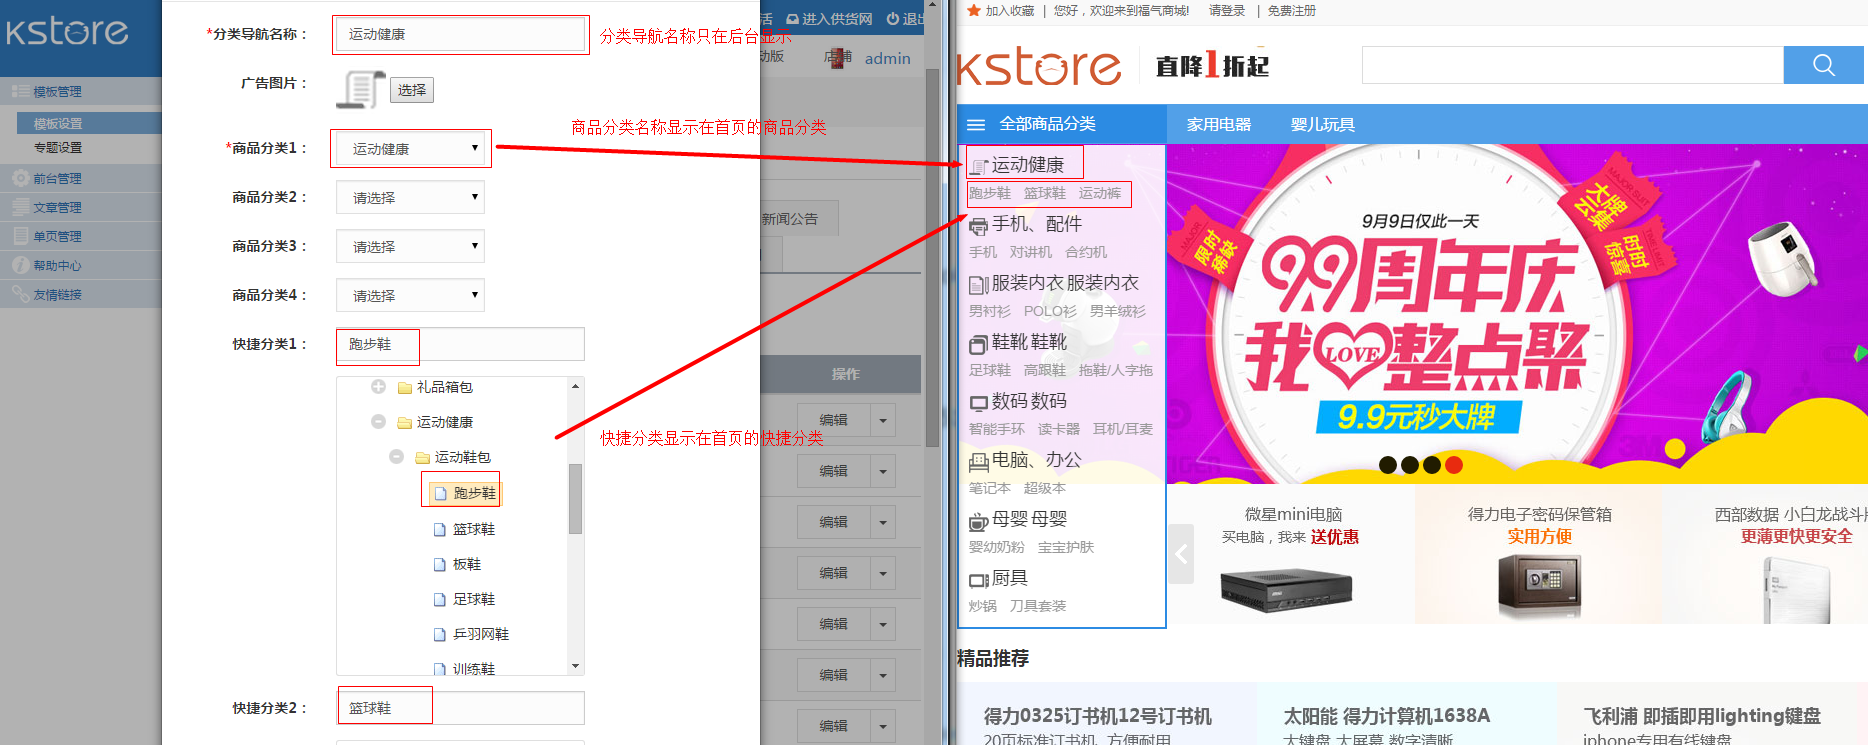 kstore
活 进入供货网 退出
动版 店铺 admin
模板管理
模板设置
专题设置
前台管理
文章管理
单页管理
帮助中心
友情链接
*分类导航名称： 运动健康
分类导航名称只在后台显示
广告图片： 选择
商品分类名称显示在首页的商品分类
*商品分类1： 运动健康
商品分类2： 请选择
商品分类3： 请选择
商品分类4： 请选择
快捷分类1： 跑步鞋
礼品箱包
运动健康
运动鞋包
跑步鞋
篮球鞋
板鞋
足球鞋
乒羽网鞋
训练鞋
快捷分类2： 篮球鞋
快捷分类显示在首页的快捷分类
新闻公告
操作
编辑
编辑
编辑
编辑
编辑
编辑
编辑
加入收藏 | 您好，欢迎来到福气商城! 请登录 | 免费注册
kstore 直降1折起
全部商品分类 家用电器 婴儿玩具
运动健康
跑步鞋 篮球鞋 运动裤
手机、配件
手机 对讲机 合约机
服装内衣 服装内衣
男衬衫 POLO衫 男羊绒衫
鞋靴 鞋靴
足球鞋 高跟鞋 拖鞋/人字拖
数码 数码
智能手环 读卡器 耳机/耳麦
电脑、办公
笔记本 超级本
母婴 母婴
婴幼奶粉 宝宝护肤
厨具
炒锅 刀具套装
9月9日仅此一天
99周年庆
我 LOVE 整点聚
9.9元秒大牌
MAJOR
限时
稀缺
MAJOR SUIT
大牌
云集
THE LIMIT
时时
惊喜
3M
微星mini电脑
买电脑，我来 送优惠
得力电子密码保管箱
实用方便
西部数据 小白龙战斗版
更薄更快更安全
精品推荐
得力0325订书机12号订书机
20页标准订书机, 方便耐用
太阳能 得力计算机1638A
大键盘 大屏幕 数字清晰
飞利浦 即插即用lighting键盘
iphone专用有线键盘